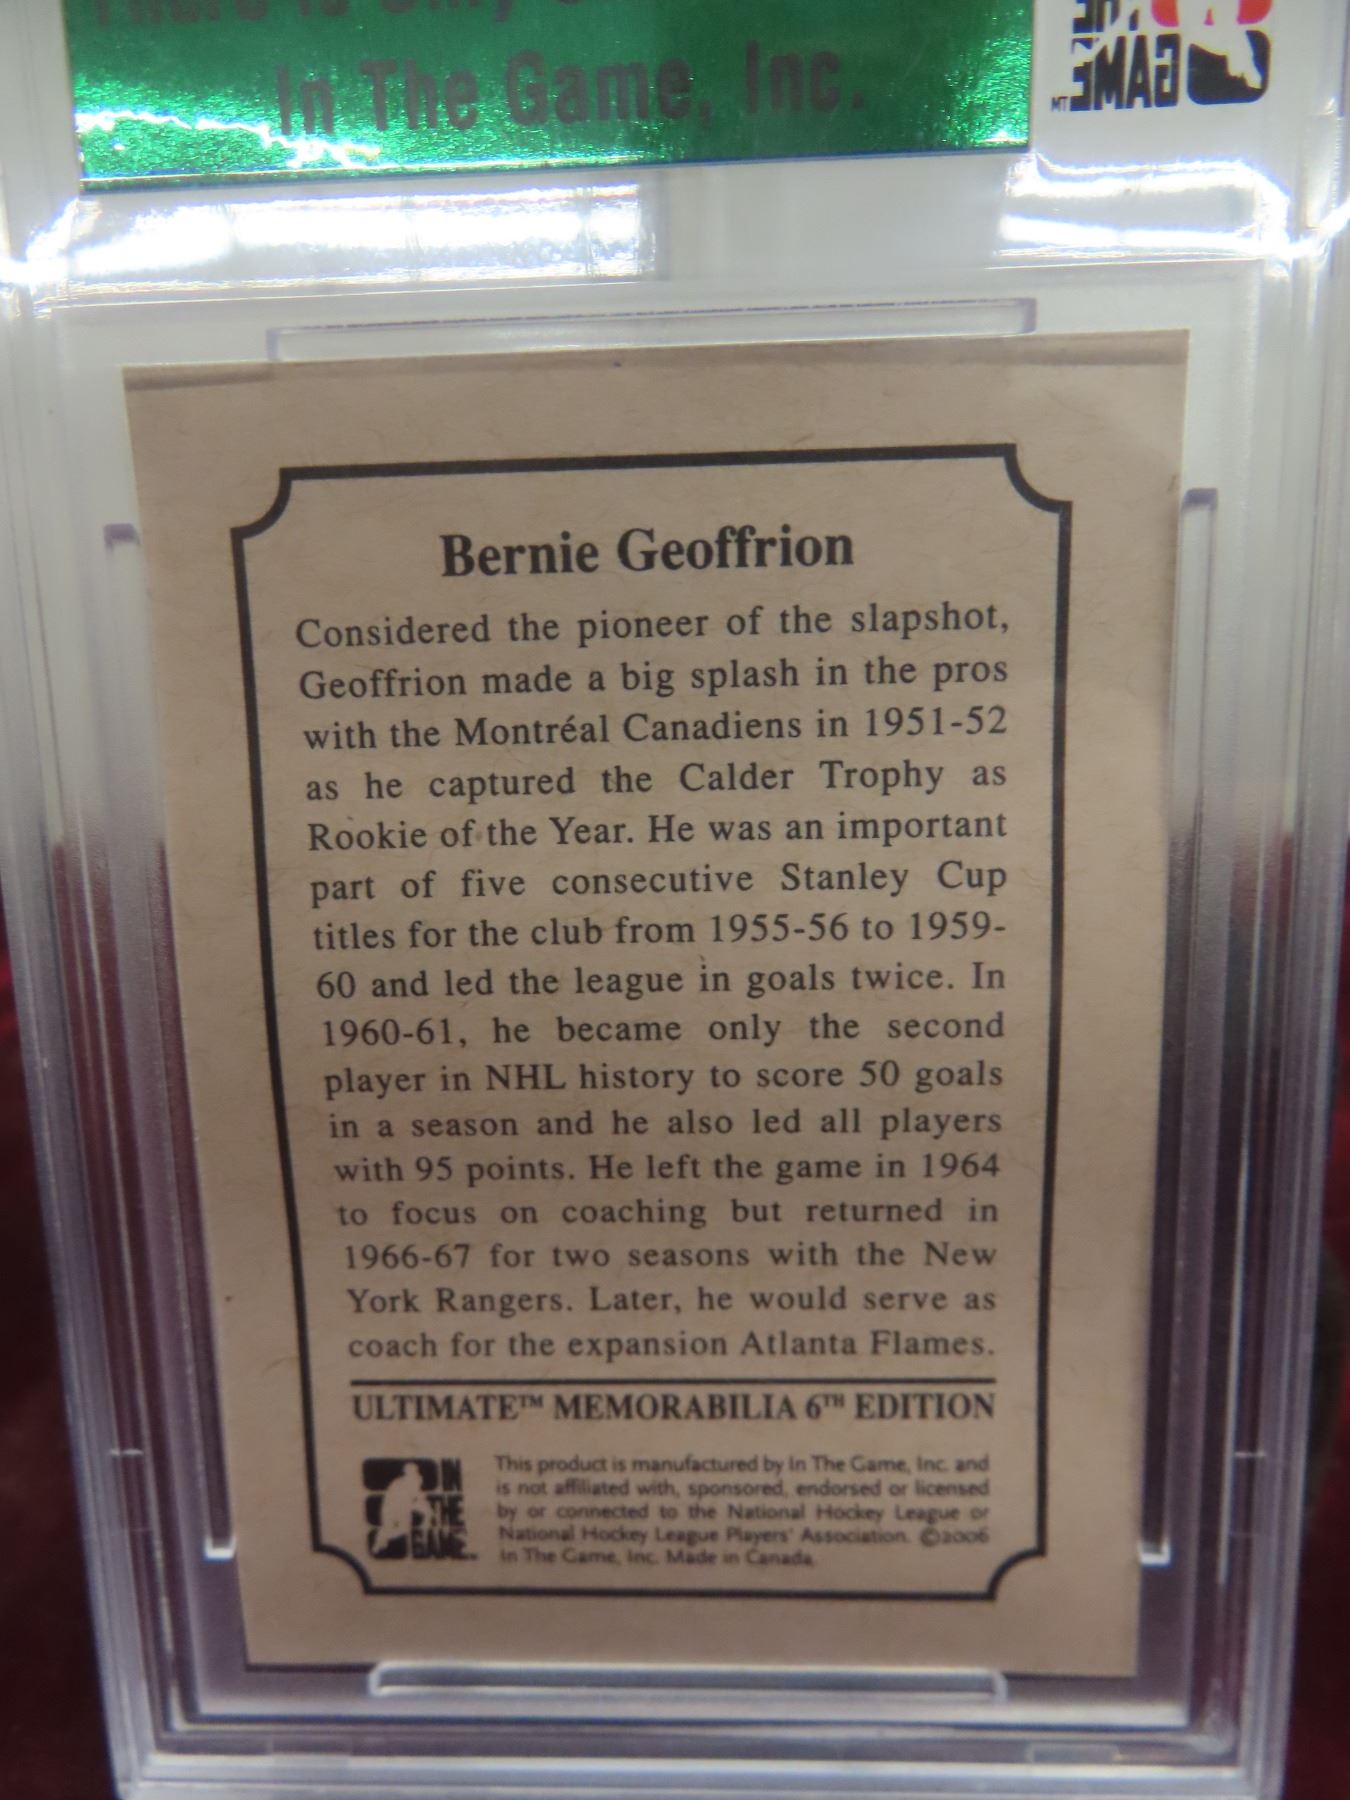 There is Only
In The Game, Inc.
IN
THE
GAME
TM
Bernie Geoffrion
Considered the pioneer of the slapshot,
Geoffrion made a big splash in the pros
with the Montréal Canadiens in 1951-52
as he captured the Calder Trophy as
Rookie of the Year. He was an important
part of five consecutive Stanley Cup
titles for the club from 1955-56 to 1959-
60 and led the league in goals twice. In
1960-61, he became only the second
player in NHL history to score 50 goals
in a season and he also led all players
with 95 points. He left the game in 1964
to focus on coaching but returned in
1966-67 for two seasons with the New
York Rangers. Later, he would serve as
coach for the expansion Atlanta Flames.
ULTIMATE™ MEMORABILIA 6TH EDITION
IN
THE
GAME
This product is manufactured by In The Game, Inc. and
is not affiliated with, sponsored, endorsed or licensed
by or connected to the National Hockey League or
National Hockey League Players' Association. ©2006
In The Game, Inc. Made in Canada